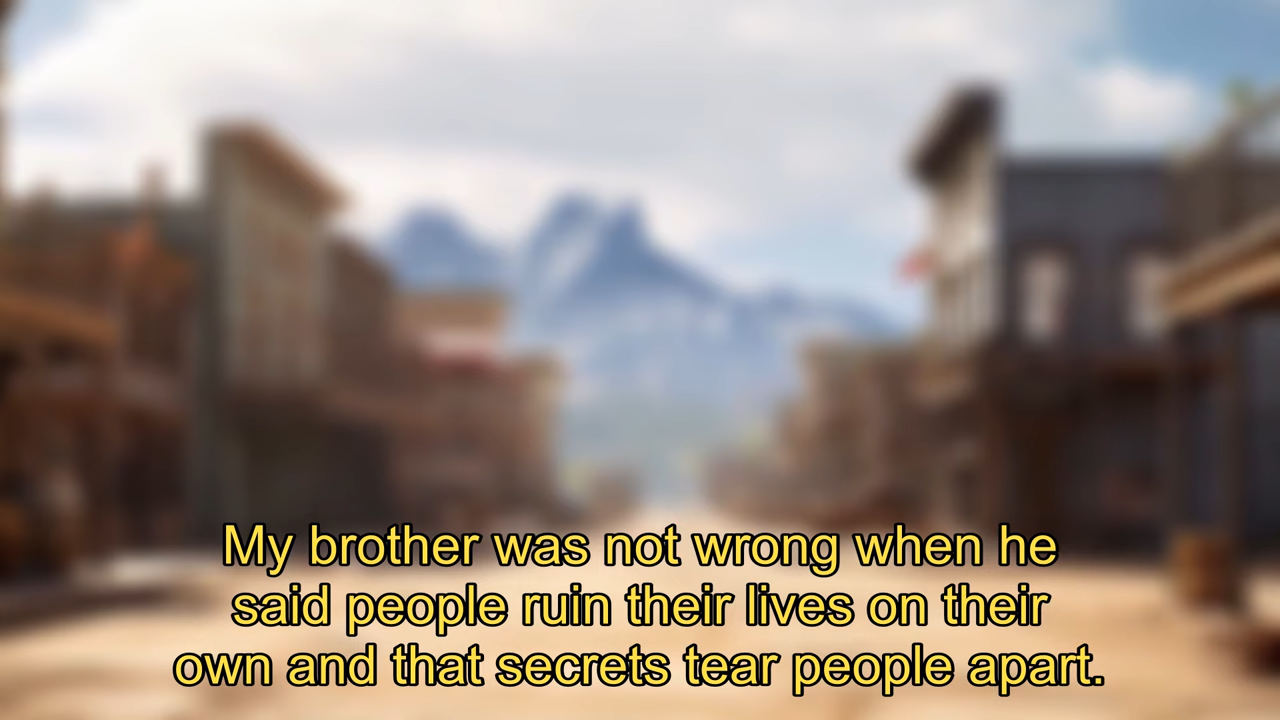 My brother was not wrong when he
said people ruin their lives on their
own and that secrets tear people apart.